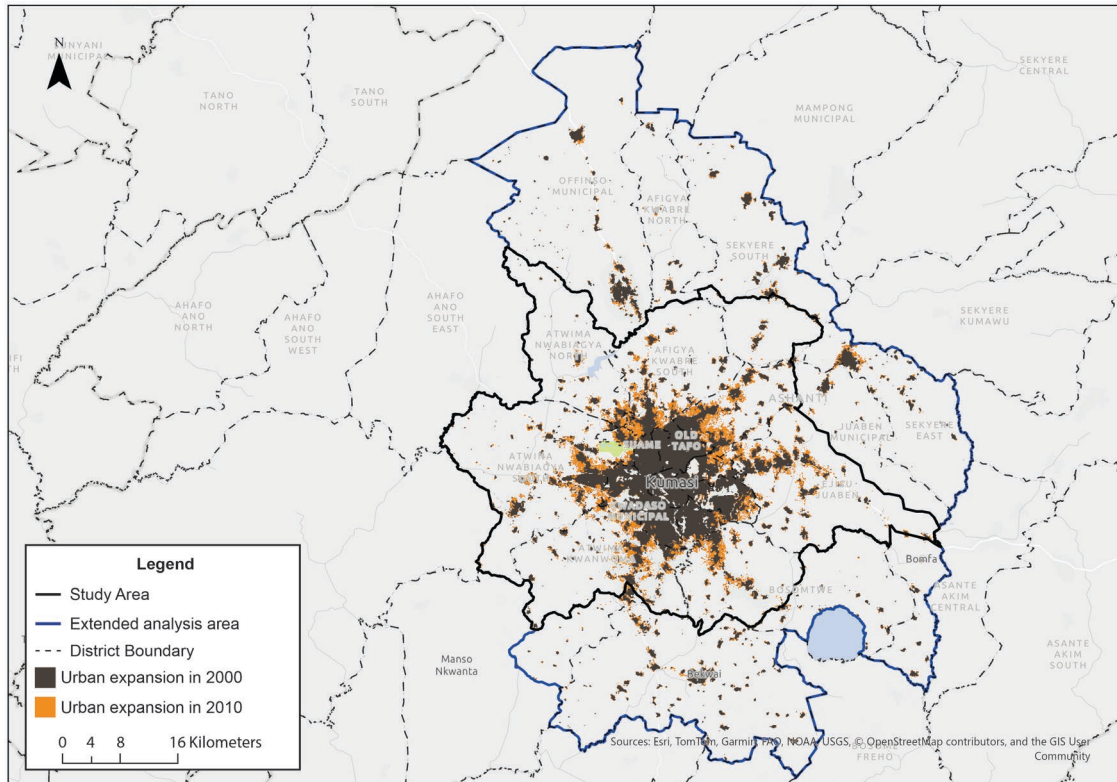 N
MUNICIPAL
TANO
NORTH
TANO
SOUTH
SEKYERE
CENTRAL
MAMPONG
MUNICIPAL
OFFINSO
MUNICIPAL
AFIGYA
KWABRE
NORTH
SEKYERE
SOUTH
AHAFO
ANO
NORTH
AHAFO
ANO
SOUTH
WEST
AHAFO
ANO
SOUTH
EAST
SEKYERE
KUMAWU
ATWIMA
NWABIAGYA
NORTH
AFIGYA
KWABRE
SOUTH
ASHANTI
JUABEN
MUNICIPAL
SEKYERE
EAST
OLD
TAFO
ATWIMA
NWABIAGYA
Kumasi
EJISU
JUABEN
KWADASO
MUNICIPAL
ATWIMA
KWANWOMA
Bomfa
BOSOMTWE
ASANTE
AKIM
CENTRAL
ASANTE
AKIM
SOUTH
Manso
Nkwanta
Bekwai
BOSOME
FREHO
Legend
Study Area
Extended analysis area
District Boundary
Urban expansion in 2000
Urban expansion in 2010
0 4 8 16 Kilometers
Sources: Esri, TomTom, Garmin, FAO, NOAA, USGS, © OpenStreetMap contributors, and the GIS User
Community